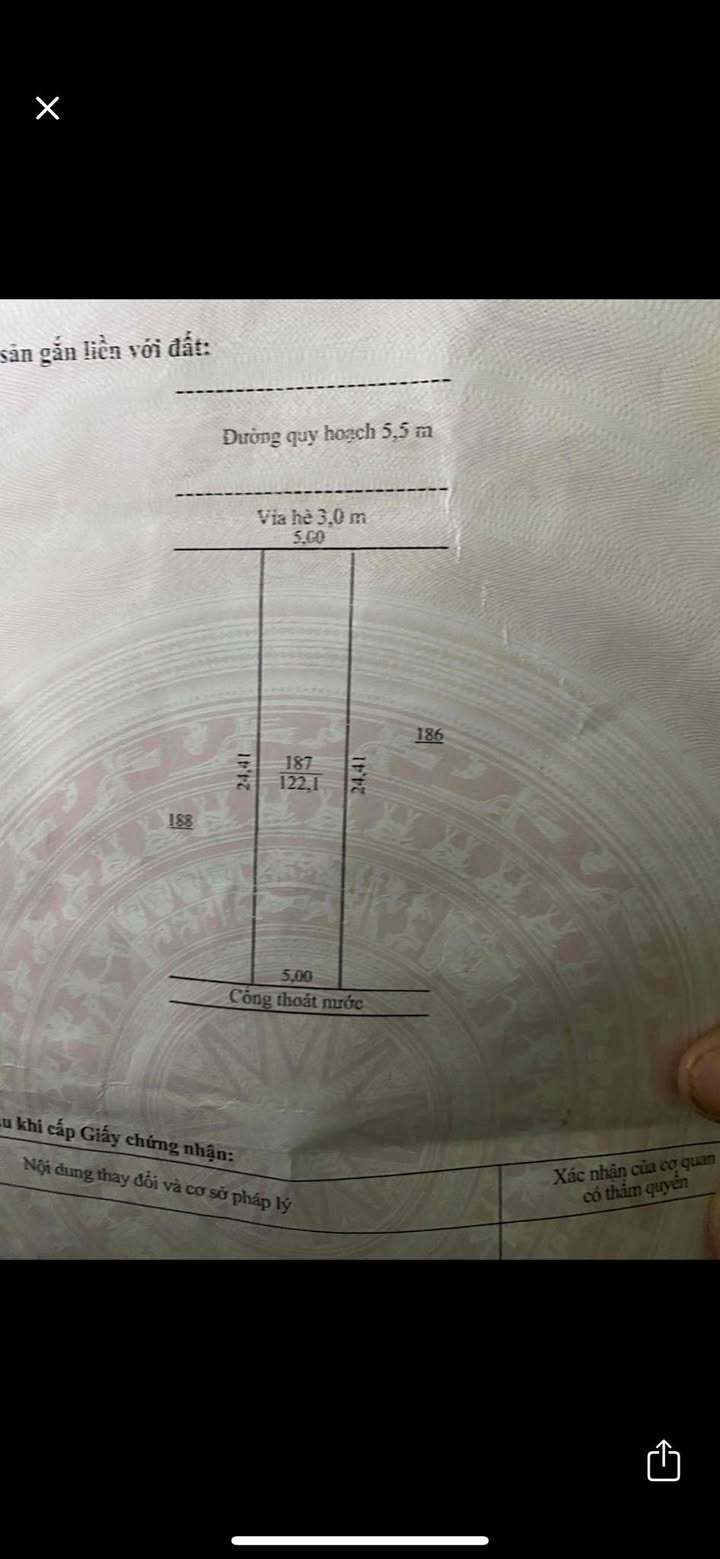 sản gắn liền với đất:
Đường quy hoạch 5,5 m
Vỉa hè 3,0 m
5,00
186
24,41
187
122,1
24,41
188
5,00
Cống thoát nước
u khi cấp Giấy chứng nhận:
Nội dung thay đổi và cơ sở pháp lý
Xác nhận của cơ quan
có thẩm quyền